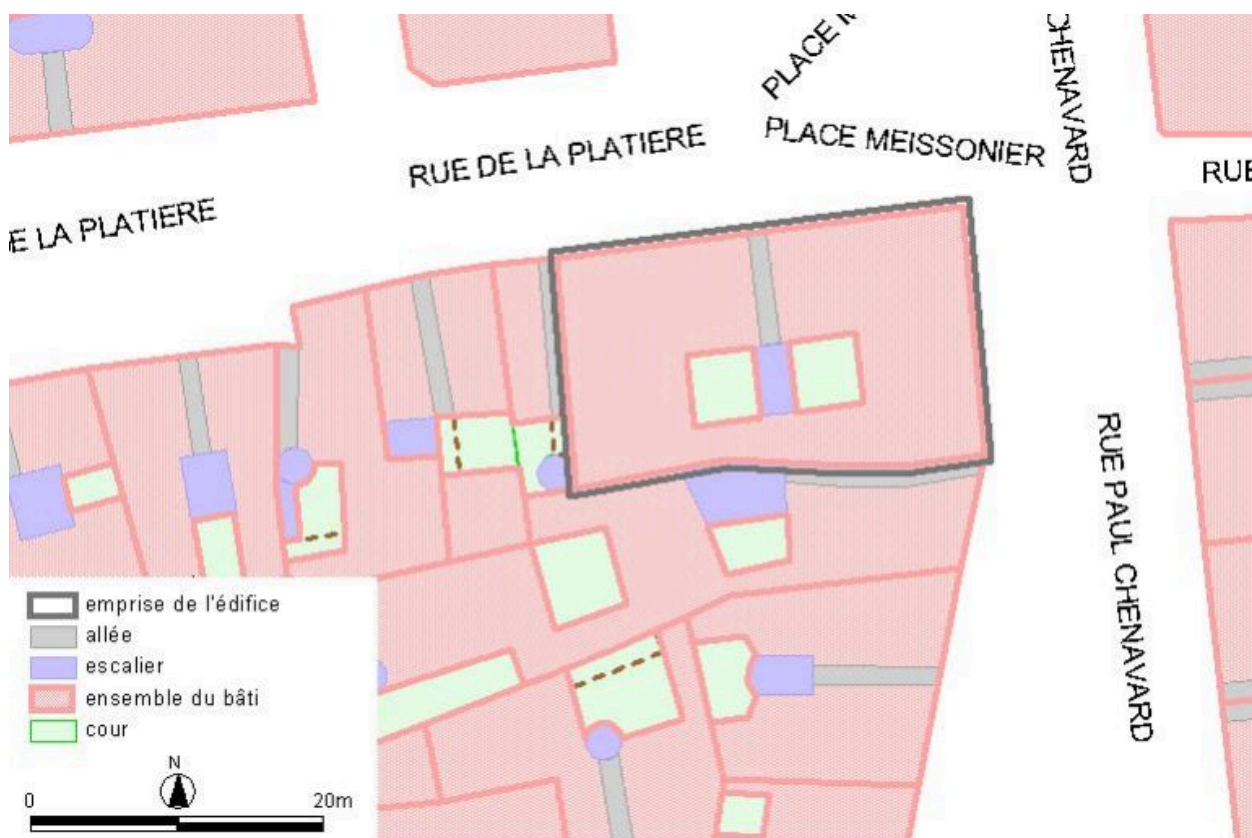 PLACE M
CHENAVARD
PLACE MEISSONIER
RUE DE LA PLATIERE
RUE
E LA PLATIERE
RUE PAUL CHENAVARD
emprise de l'édifice
allée
escalier
ensemble du bâti
cour
N
0 20m